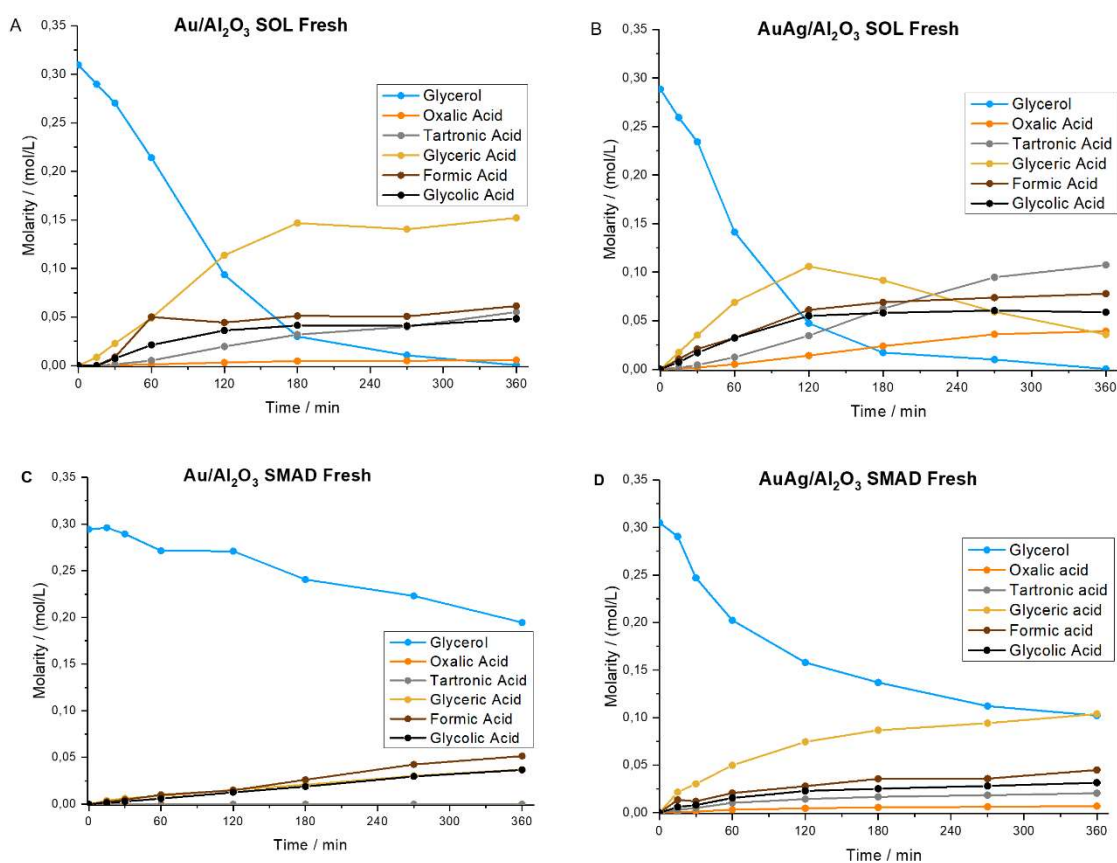 A
Au/Al₂O₃ SOL Fresh
Molarity / (mol/L)
0,35
0,30
0,25
0,20
0,15
0,10
0,05
0,00
Glycerol
Oxalic Acid
Tartronic Acid
Glyceric Acid
Formic Acid
Glycolic Acid
0 60 120 180 240 300 360
Time / min
B
AuAg/Al₂O₃ SOL Fresh
Molarity / (mol/L)
0,35
0,30
0,25
0,20
0,15
0,10
0,05
0,00
Glycerol
Oxalic Acid
Tartronic Acid
Glyceric Acid
Formic Acid
Glycolic Acid
0 60 120 180 240 300 360
Time / min
C
Au/Al₂O₃ SMAD Fresh
Molarity / (mol/L)
0,35
0,30
0,25
0,20
0,15
0,10
0,05
0,00
Glycerol
Oxalic Acid
Tartronic Acid
Glyceric Acid
Formic Acid
Glycolic Acid
0 60 120 180 240 300 360
Time / min
D
AuAg/Al₂O₃ SMAD Fresh
Molarity / (mol/L)
0,35
0,30
0,25
0,20
0,15
0,10
0,05
0,00
Glycerol
Oxalic acid
Tartronic acid
Glyceric acid
Formic acid
Glycolic Acid
0 60 120 180 240 300 360
Time / min